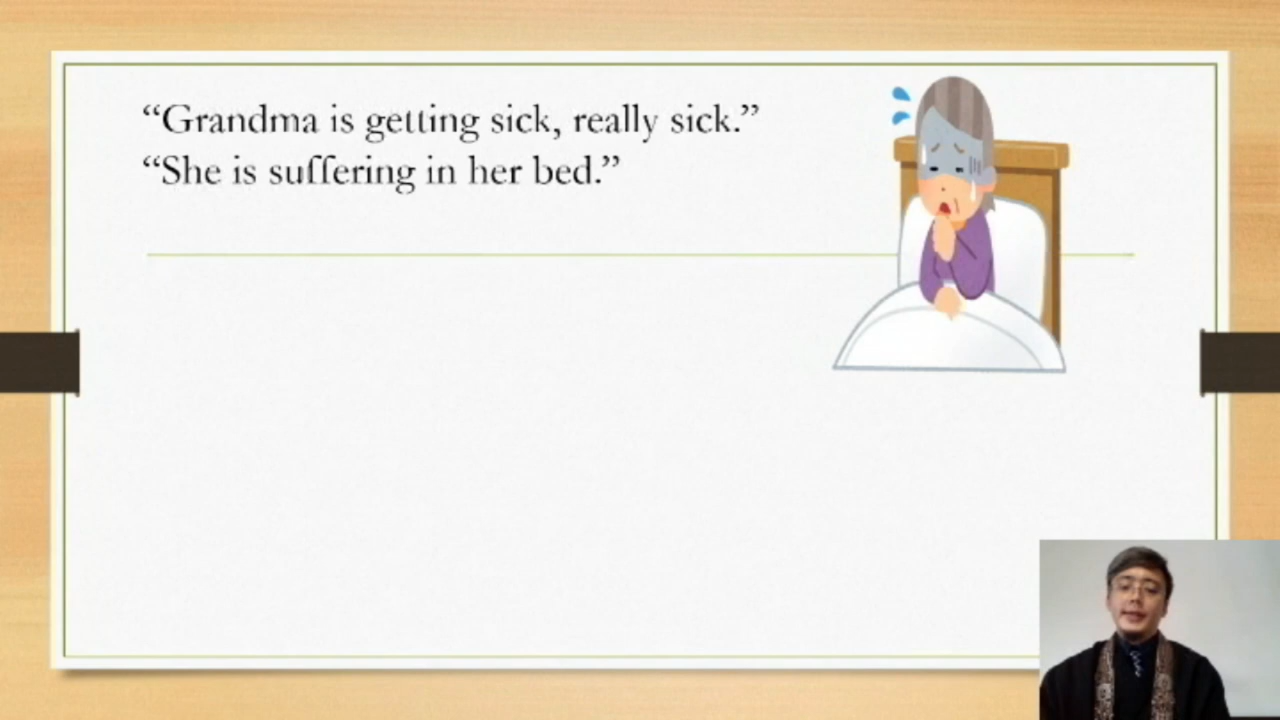 “Grandma is getting sick, really sick.”
“She is suffering in her bed.”